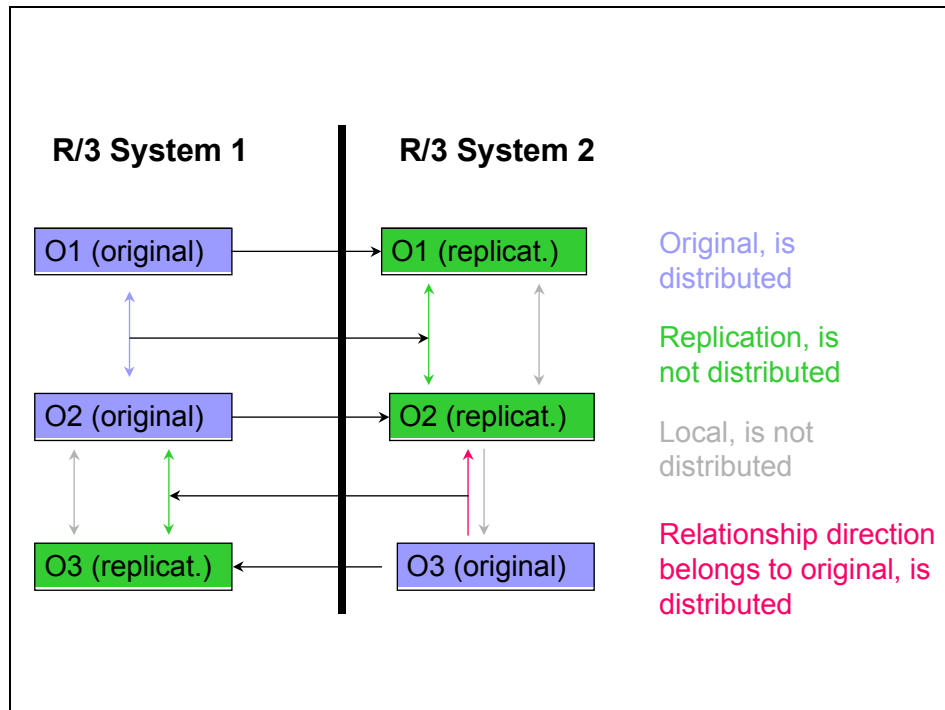 R/3 System 1
R/3 System 2
O1 (original)
O1 (replicat.)
Original, is
distributed
Replication, is
not distributed
O2 (original)
O2 (replicat.)
Local, is not
distributed
O3 (replicat.)
O3 (original)
Relationship direction
belongs to original, is
distributed